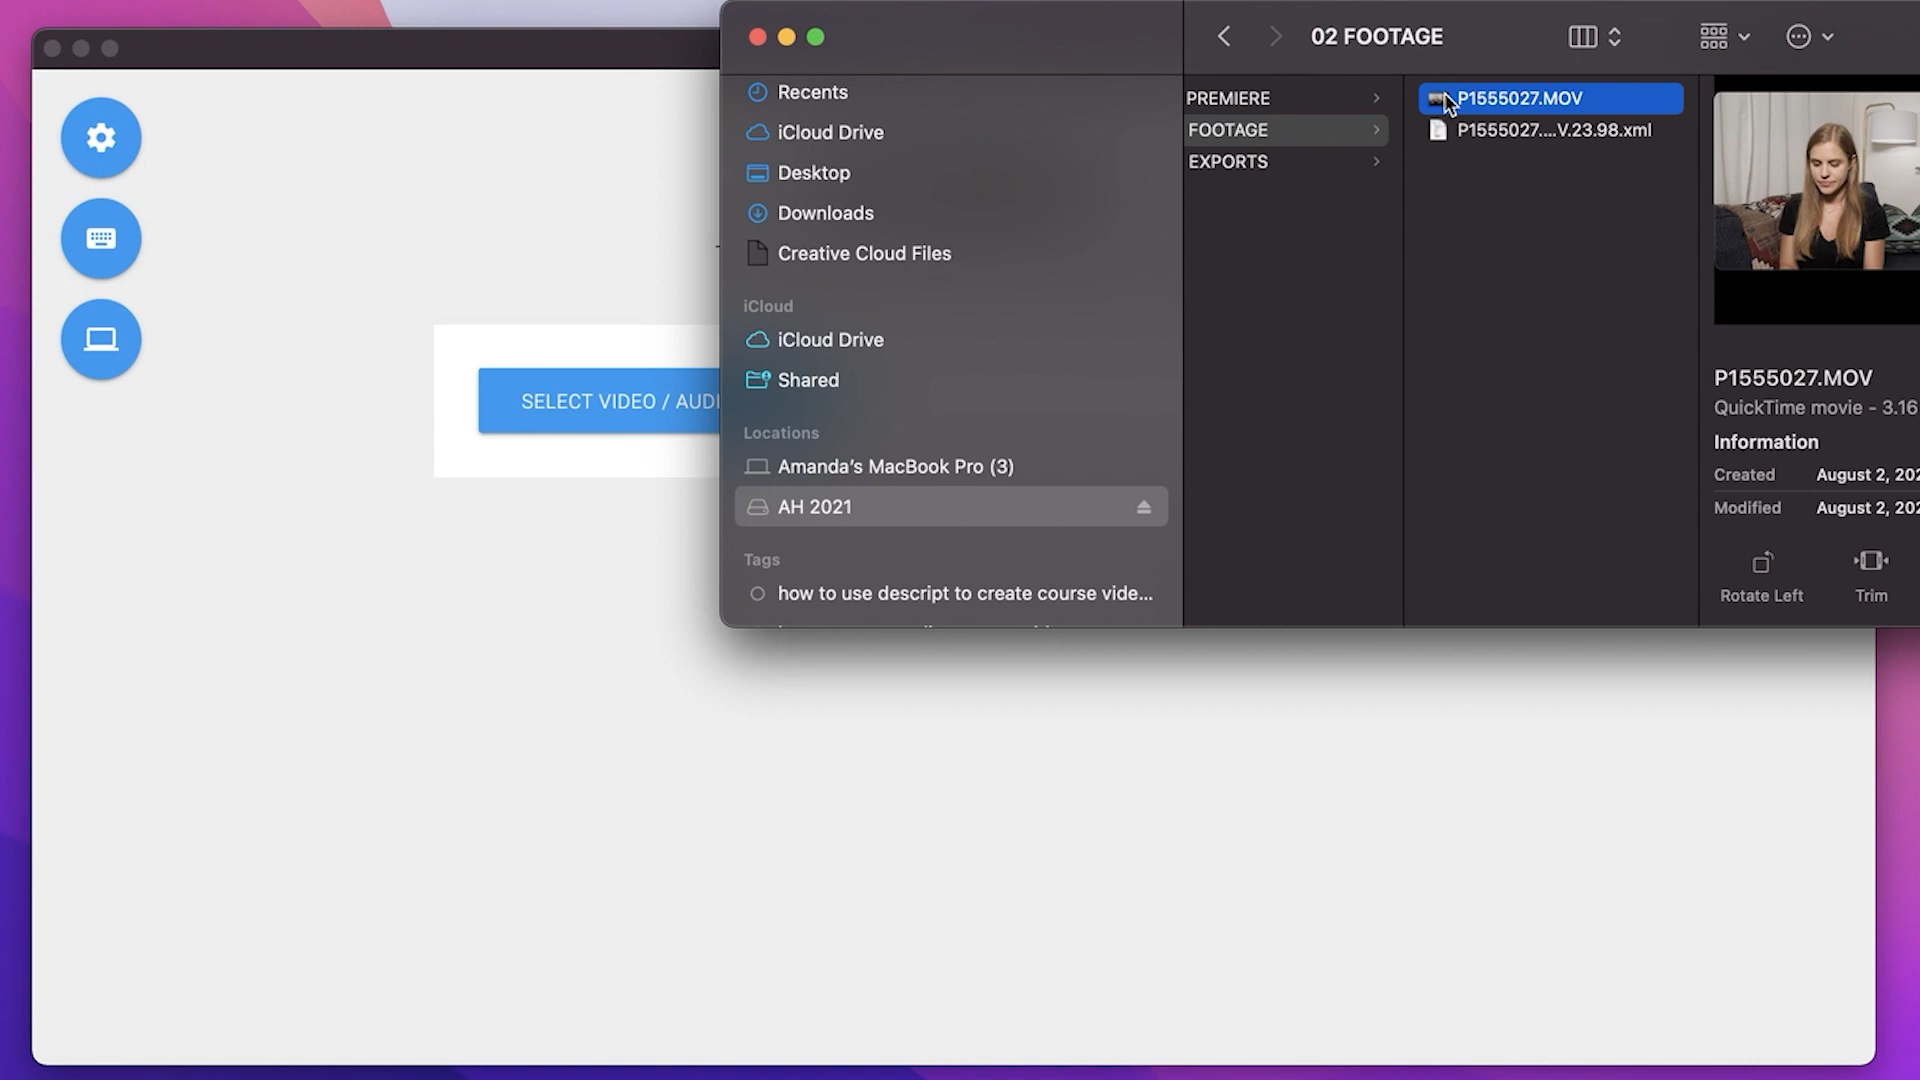 02 FOOTAGE
Recents
iCloud Drive
Desktop
Downloads
Creative Cloud Files
iCloud
iCloud Drive
Shared
Locations
Amanda's MacBook Pro (3)
AH 2021
Tags
how to use descript to create course vide...
PREMIERE
FOOTAGE
EXPORTS
P1555027.MOV
P1555027....V.23.98.xml
P1555027.MOV
QuickTime movie - 3.16
Information
Created August 2, 202
Modified August 2, 202
Rotate Left
Trim
SELECT VIDEO / AUDI